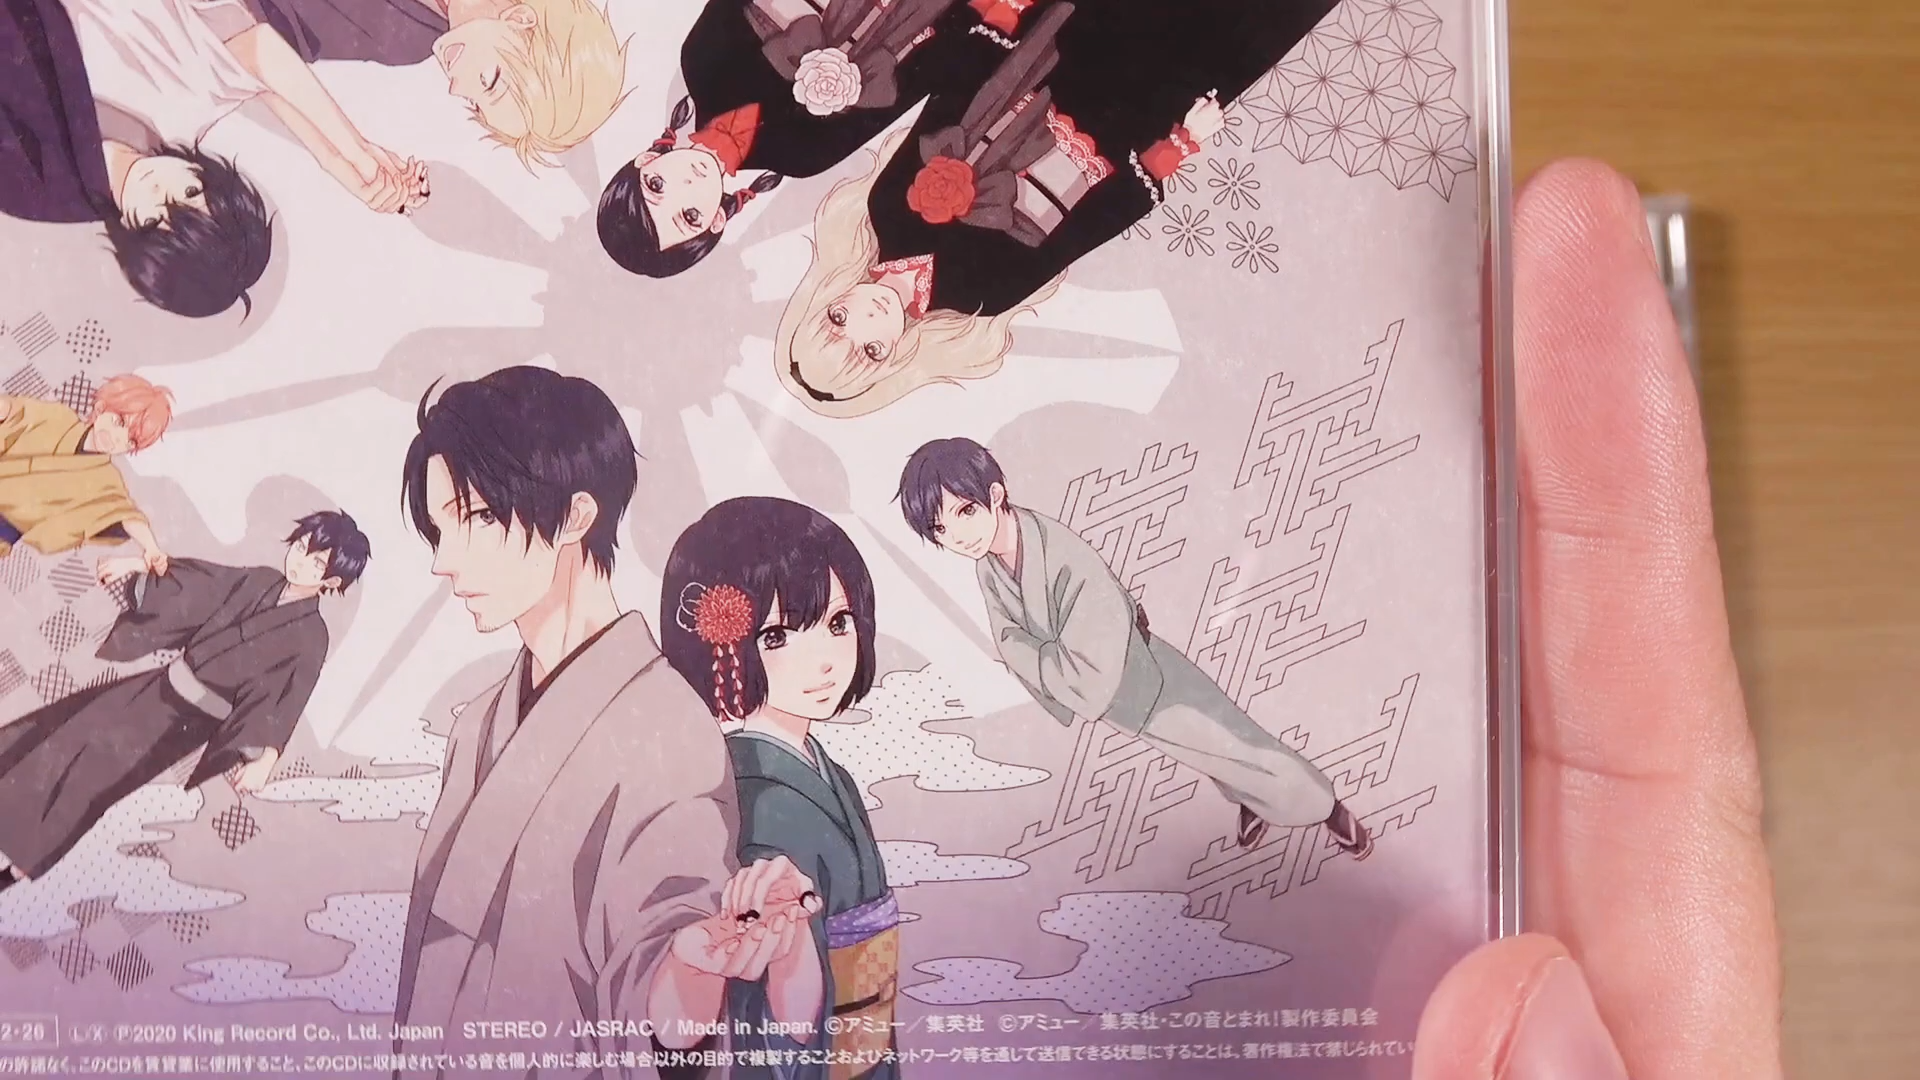 2・26 Ⓛ Ⓧ Ⓟ2020 King Record Co., Ltd. Japan STEREO / JASRAC / Made in Japan. ©アミュー／集英社 ©アミュー／集英社・この音とまれ！製作委員会
の許諾なく、このCDを賃貸業に使用すること、このCDに収録されている音を個人的に楽しむ場合以外の目的で複製することおよびネットワーク等を通じて送信できる状態にすることは、著作権法で禁じられてい